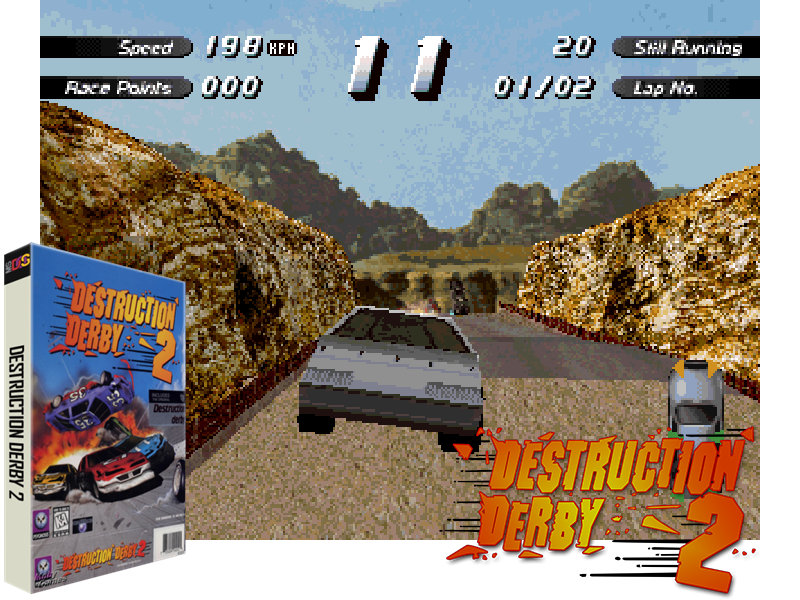 Speed 198 KPH
11
20 Still Running
Race Points 000
01/02 Lap No.
DESTRUCTION
DERBY
2
DESTRUCTION DERBY 2
DESTRUCTION DERBY 2
DESTRUCTION
DERBY
2